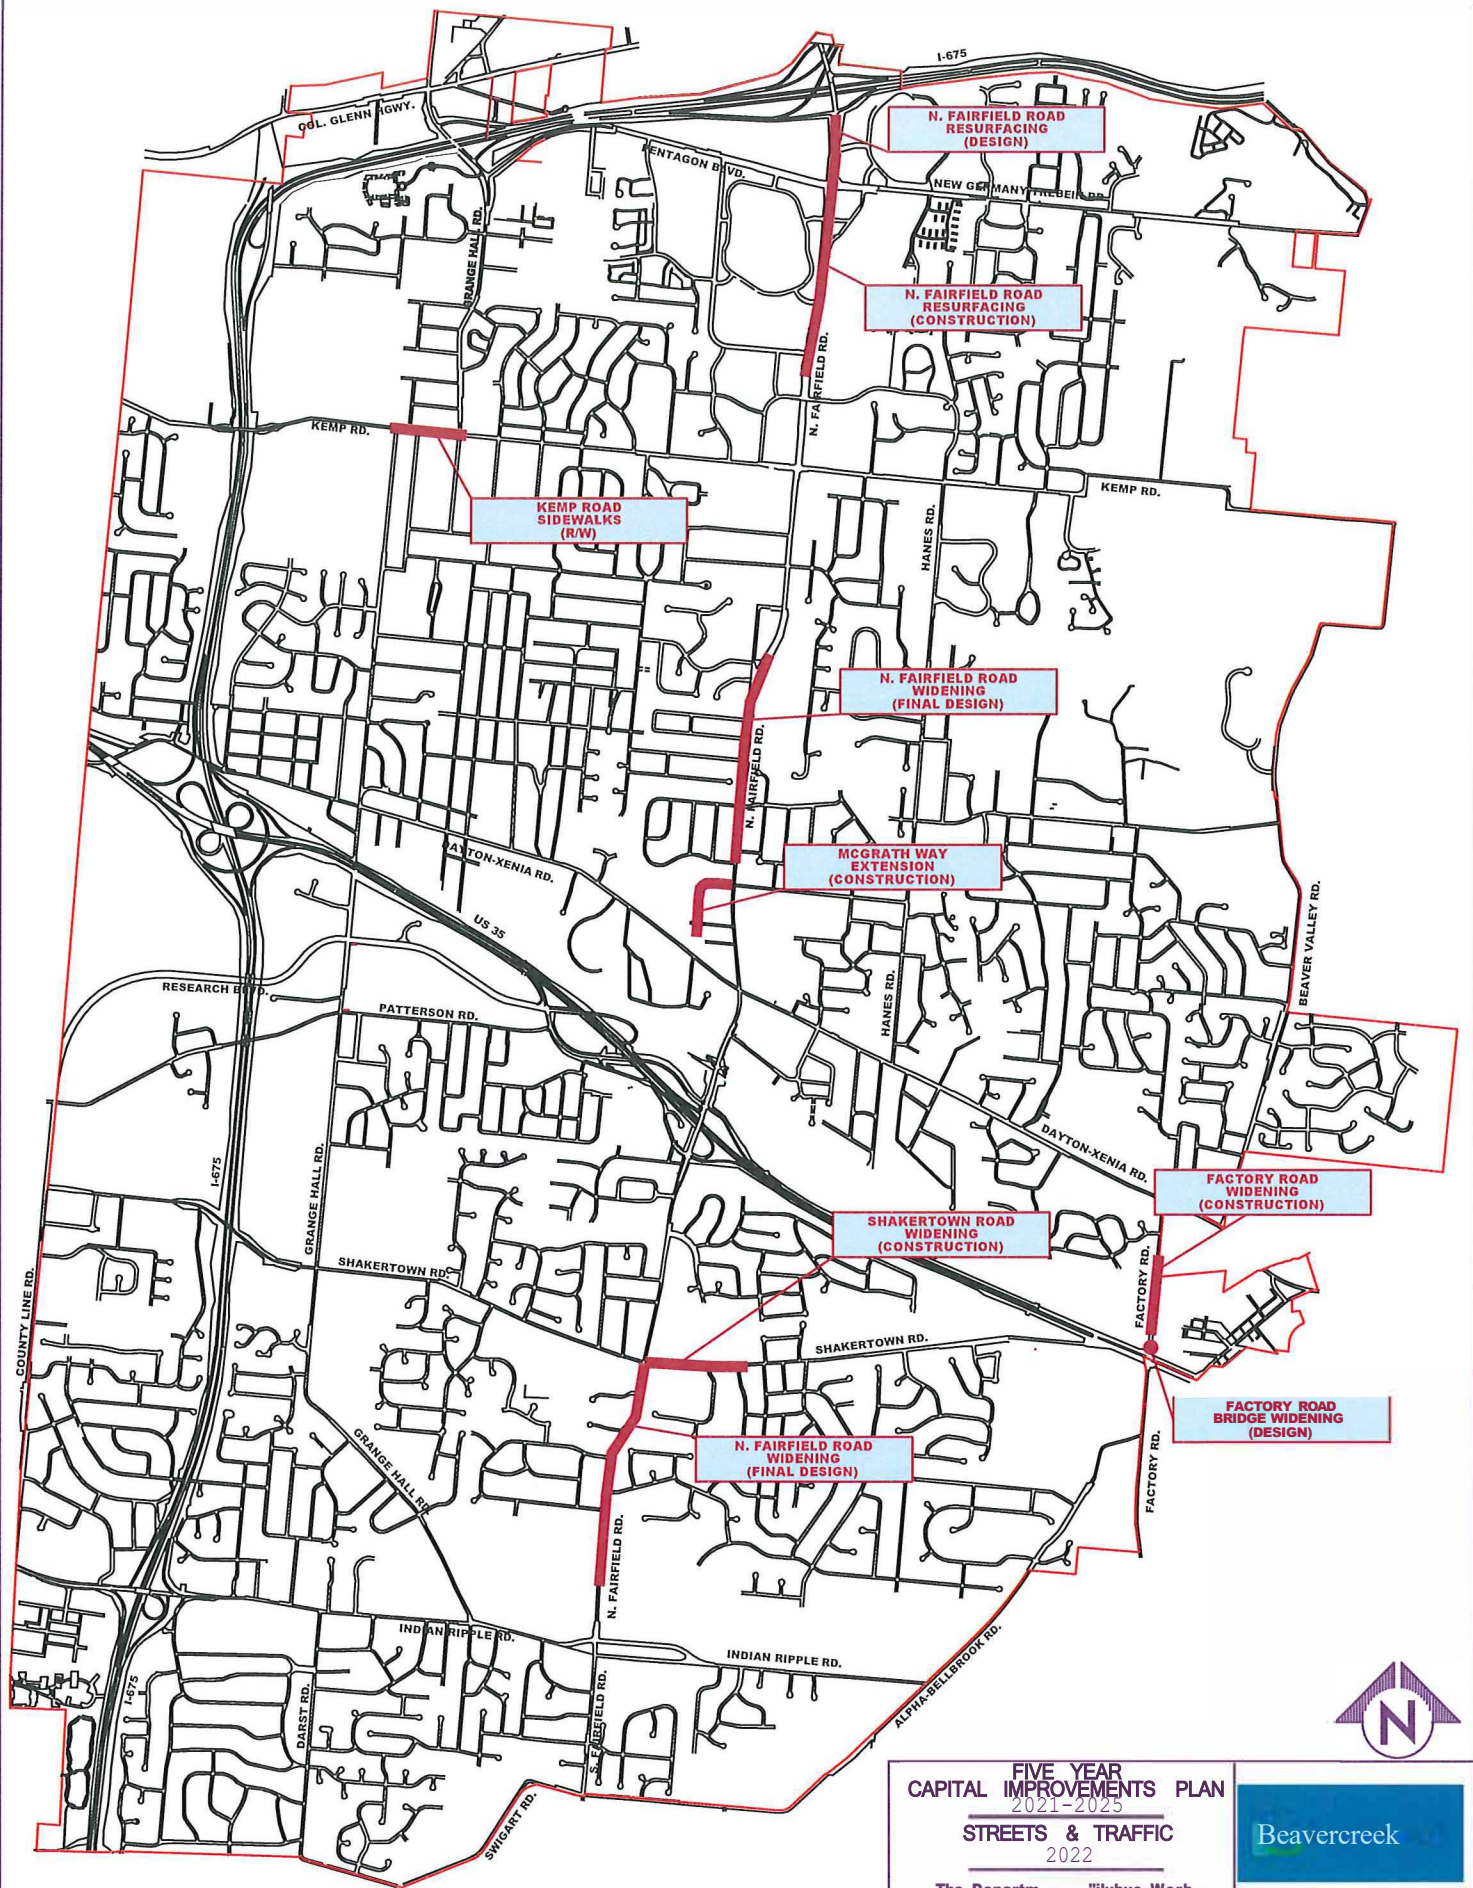 I-675
COL. GLENN HGWY.
N. FAIRFIELD ROAD
RESURFACING
(DESIGN)
PENTAGON BLVD.
NEW GERMANY TREBEIN RD.
GRANGE HALL RD.
N. FAIRFIELD ROAD
RESURFACING
(CONSTRUCTION)
N. FAIRFIELD RD.
KEMP RD.
KEMP RD.
KEMP ROAD
SIDEWALKS
(R/W)
HANES RD.
N. FAIRFIELD ROAD
WIDENING
(FINAL DESIGN)
N. FAIRFIELD RD.
DAYTON-XENIA RD.
MCGRATH WAY
EXTENSION
(CONSTRUCTION)
US 35
BEAVER VALLEY RD.
RESEARCH BLVD.
PATTERSON RD.
HANES RD.
DAYTON-XENIA RD.
I-675
GRANGE HALL RD.
FACTORY ROAD
WIDENING
(CONSTRUCTION)
SHAKERTOWN ROAD
WIDENING
(CONSTRUCTION)
SHAKERTOWN RD.
COUNTY LINE RD.
FACTORY RD.
SHAKERTOWN RD.
FACTORY ROAD
BRIDGE WIDENING
(DESIGN)
N. FAIRFIELD ROAD
WIDENING
(FINAL DESIGN)
GRANGE HALL RD.
FACTORY RD.
N. FAIRFIELD RD.
INDIAN RIPPLE RD.
INDIAN RIPPLE RD.
ALPHA-BELLBROOK RD.
I-675
DARST RD.
S. FAIRFIELD RD.
SWIGART RD.
N
FIVE YEAR
CAPITAL IMPROVEMENTS PLAN
2021-2025
STREETS & TRAFFIC
2022
Beavercreek
The